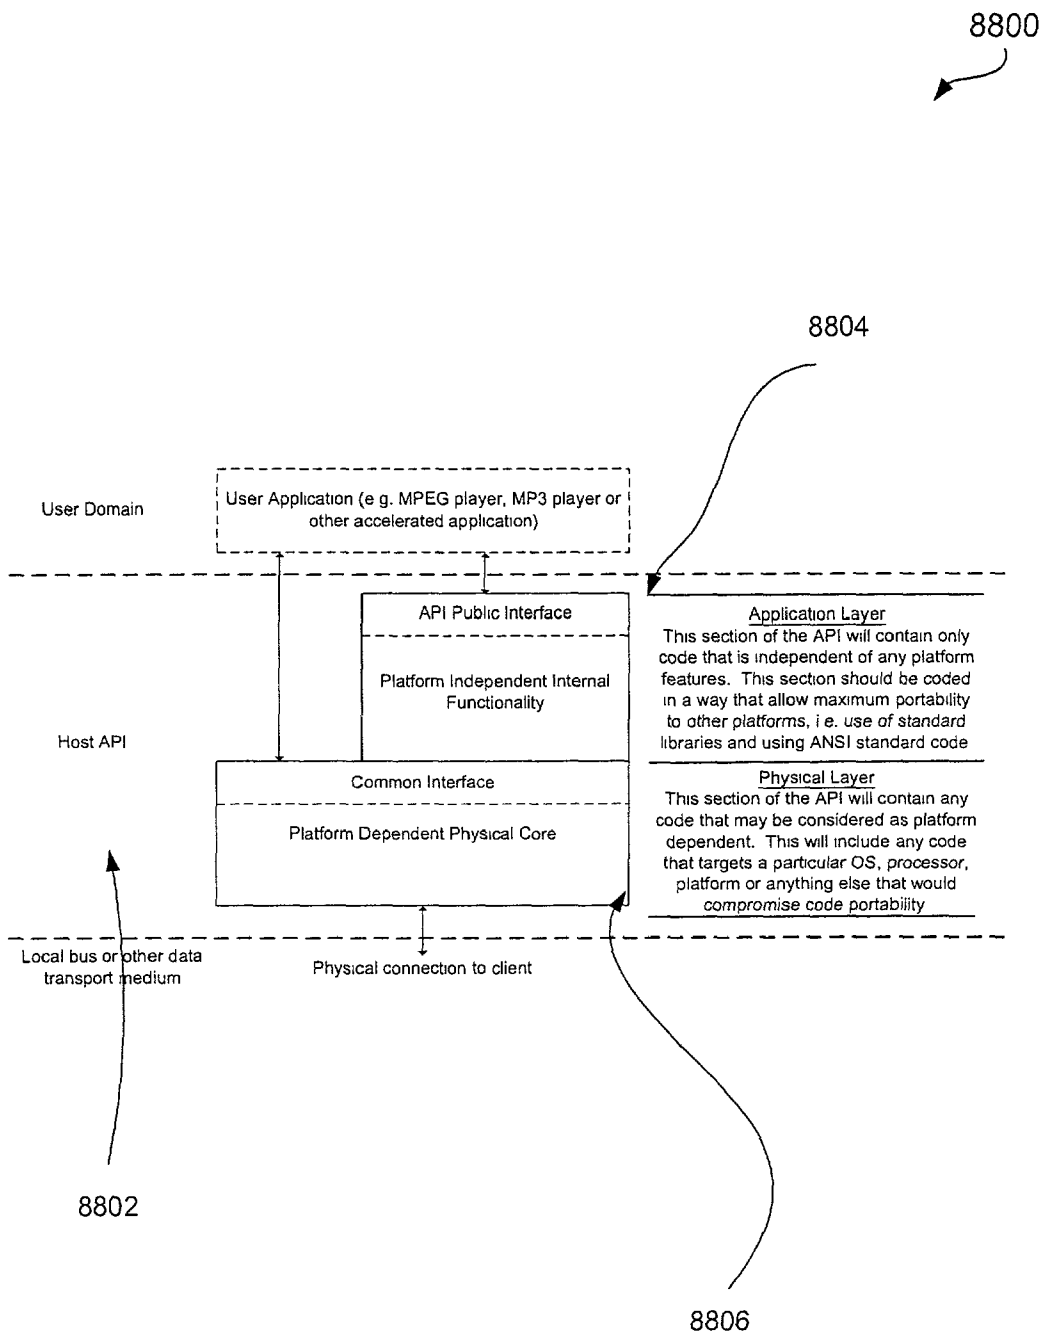 8800
8804
User Domain
User Application (e g. MPEG player, MP3 player or
other accelerated application)
API Public Interface
Platform Independent Internal
Functionality
Application Layer
This section of the API will contain only
code that is independent of any platform
features. This section should be coded
in a way that allow maximum portability
to other platforms, i e. use of standard
libraries and using ANSI standard code
Host API
Common Interface
Platform Dependent Physical Core
Physical Layer
This section of the API will contain any
code that may be considered as platform
dependent. This will include any code
that targets a particular OS, processor,
platform or anything else that would
compromise code portability
Local bus or other data
transport medium
Physical connection to client
8802
8806